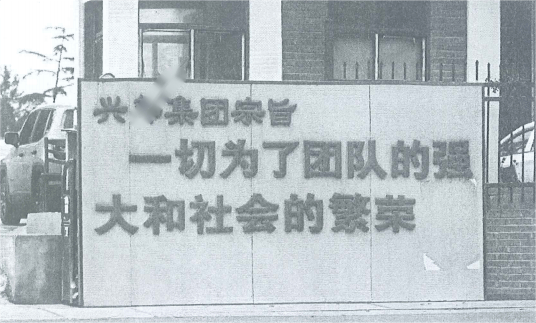 兴集团宗旨
一切为了团队的强
大和社会的繁荣